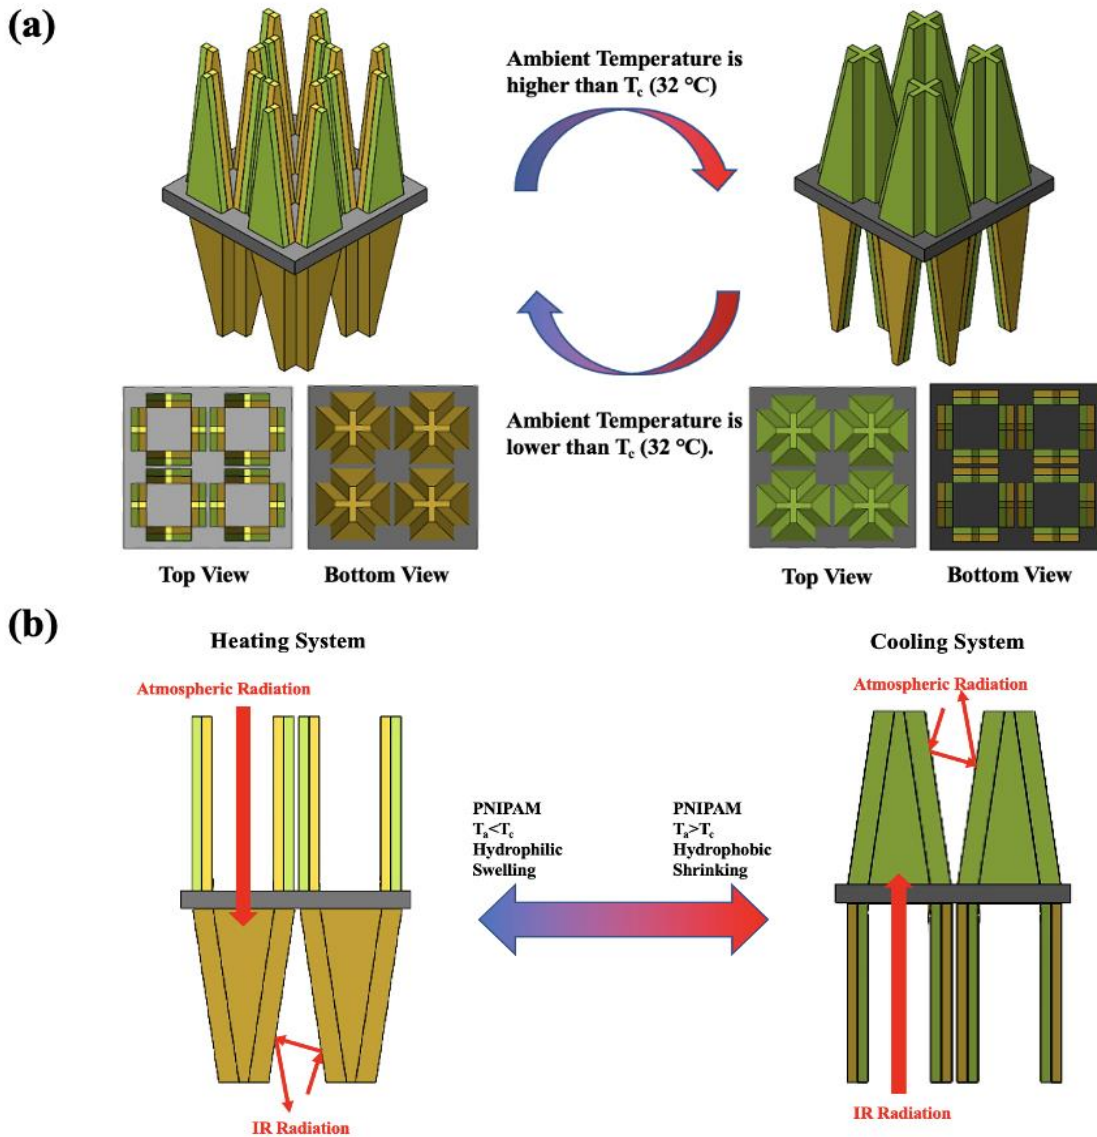 (a)
Ambient Temperature is
higher than Tc (32 °C)
Ambient Temperature is
lower than Tc (32 °C).
Top View
Bottom View
Top View
Bottom View
(b)
Heating System
Cooling System
Atmospheric Radiation
Atmospheric Radiation
PNIPAM
Ta<Tc
Hydrophilic
Swelling
PNIPAM
Ta>Tc
Hydrophobic
Shrinking
IR Radiation
IR Radiation